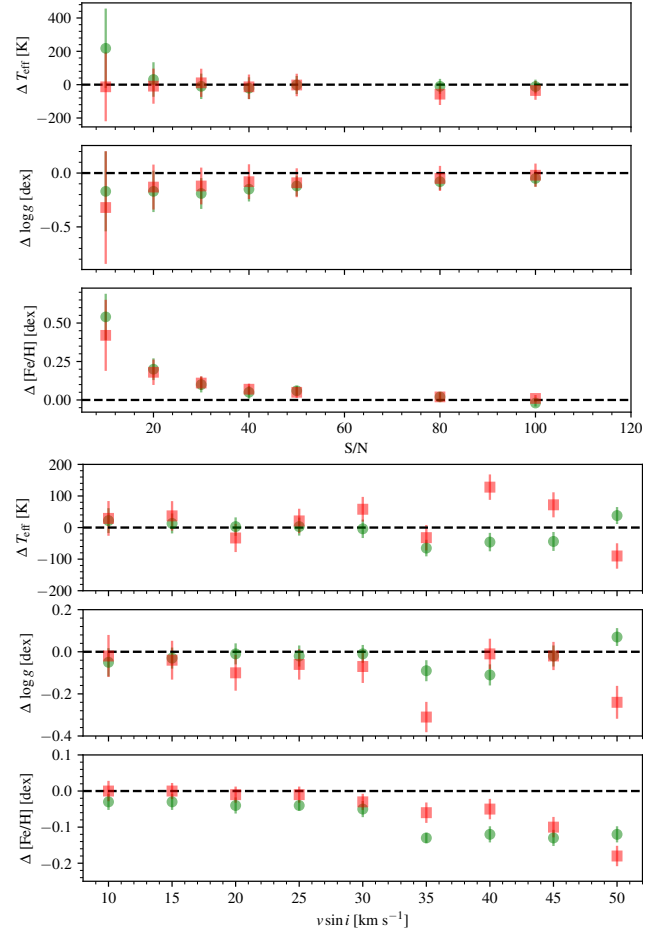 400
200
0
−200
Δ T_eff [K]
0.0
−0.5
Δ log g [dex]
0.50
0.25
0.00
Δ [Fe/H] [dex]
20 40 60 80 100 120
S/N
200
100
0
−100
−200
Δ T_eff [K]
0.2
0.0
−0.2
−0.4
Δ log g [dex]
0.1
0.0
−0.1
−0.2
Δ [Fe/H] [dex]
10 15 20 25 30 35 40 45 50
v sin i [km s⁻¹]